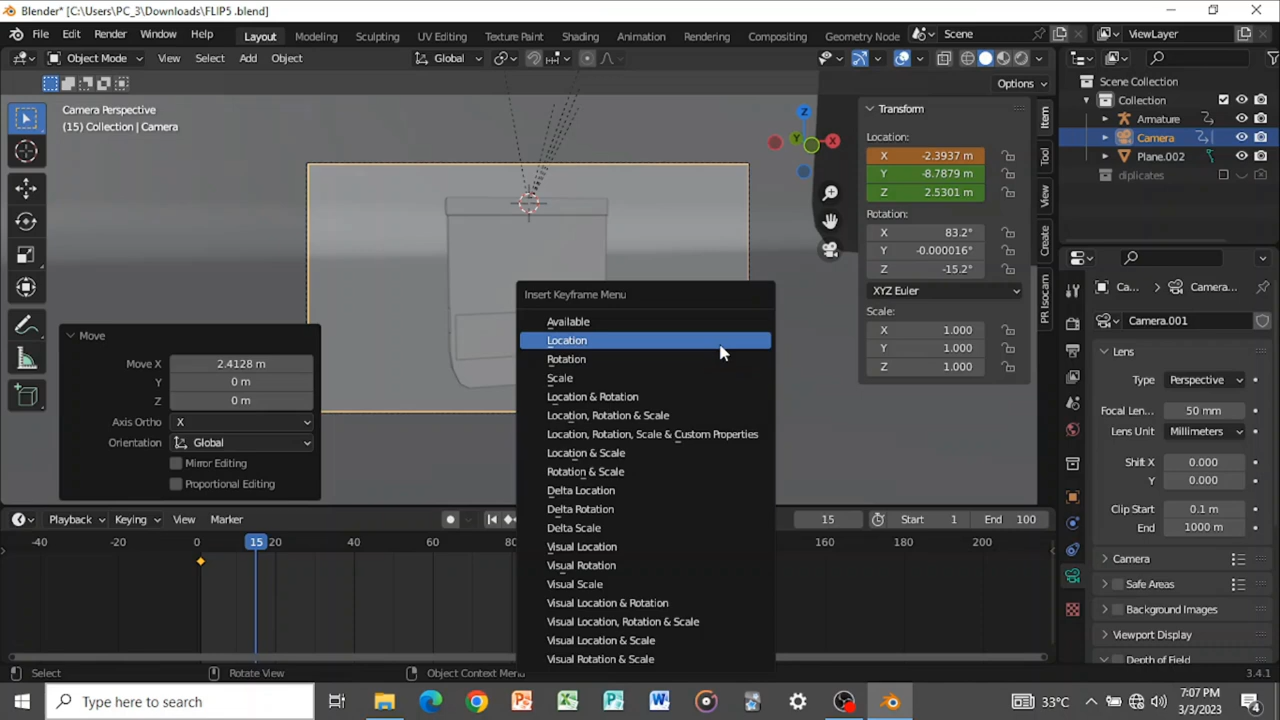 Blender* [C:\Users\PC_3\Downloads\FLIP5 .blend]
File Edit Render Window Help
Layout Modeling Sculpting UV Editing Texture Paint Shading Animation Rendering Compositing Geometry Node
Scene
ViewLayer
Object Mode View Select Add Object
Global
Options
Camera Perspective
(15) Collection | Camera
Z
Y
X
Transform
Location:
X -2.3937 m
Y -8.7879 m
Z 2.5301 m
Rotation:
X 83.2°
Y -0.000016°
Z -15.2°
XYZ Euler
Scale:
X 1.000
Y 1.000
Z 1.000
Item
Tool
View
Create
PR Isocam
Scene Collection
Collection
Armature
Camera
Plane.002
diplicates
Ca...
Camera...
Camera.001
Lens
Type Perspective
Focal Len... 50 mm
Lens Unit Millimeters
Shift X 0.000
Y 0.000
Clip Start 0.1 m
End 1000 m
Camera
Safe Areas
Background Images
Viewport Display
Depth of Field
Move
Move X 2.4128 m
Y 0 m
Z 0 m
Axis Ortho X
Orientation Global
Mirror Editing
Proportional Editing
Insert Keyframe Menu
Available
Location
Rotation
Scale
Location & Rotation
Location, Rotation & Scale
Location, Rotation, Scale & Custom Properties
Location & Scale
Rotation & Scale
Delta Location
Delta Rotation
Delta Scale
Visual Location
Visual Rotation
Visual Scale
Visual Location & Rotation
Visual Location, Rotation & Scale
Visual Location & Scale
Visual Rotation & Scale
Playback Keying View Marker
15 Start 1 End 100
-40 -20 0 15 20 40 60 80 160 180 200
Select Rotate View Object Context Menu
3.4.1
Type here to search
33°C
7:07 PM
3/3/2023
4